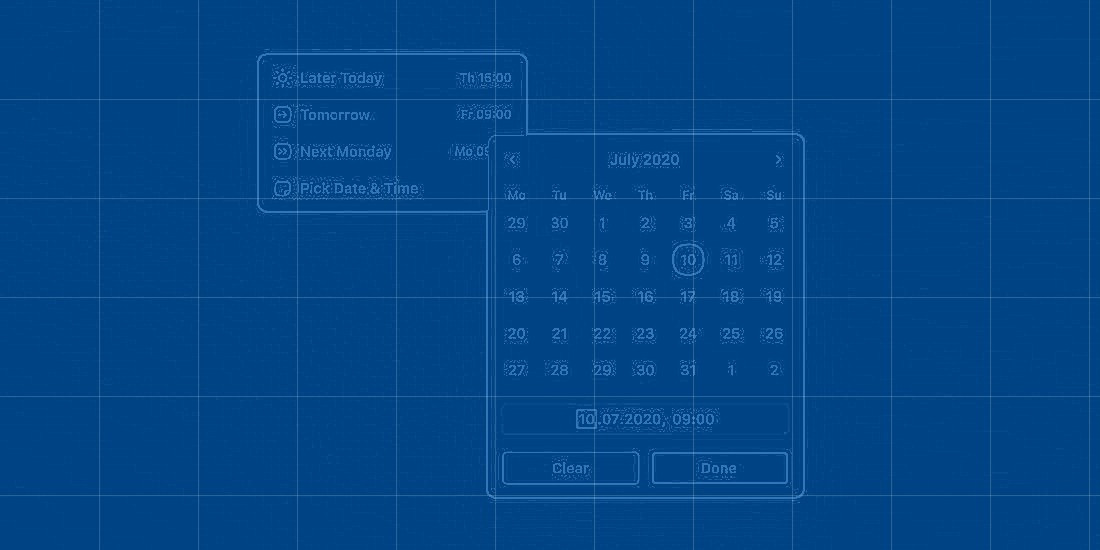 Later Today Th 16:00
Tomorrow Fr 09:00
Next Monday Mo 09
Pick Date & Time
July 2020
Mo Tu We Th Fr Sa Su
29 30 1 2 3 4 5
6 7 8 9 10 11 12
13 14 15 16 17 18 19
20 21 22 23 24 25 26
27 28 29 30 31 1 2
10.07.2020, 09:00
Clear Done